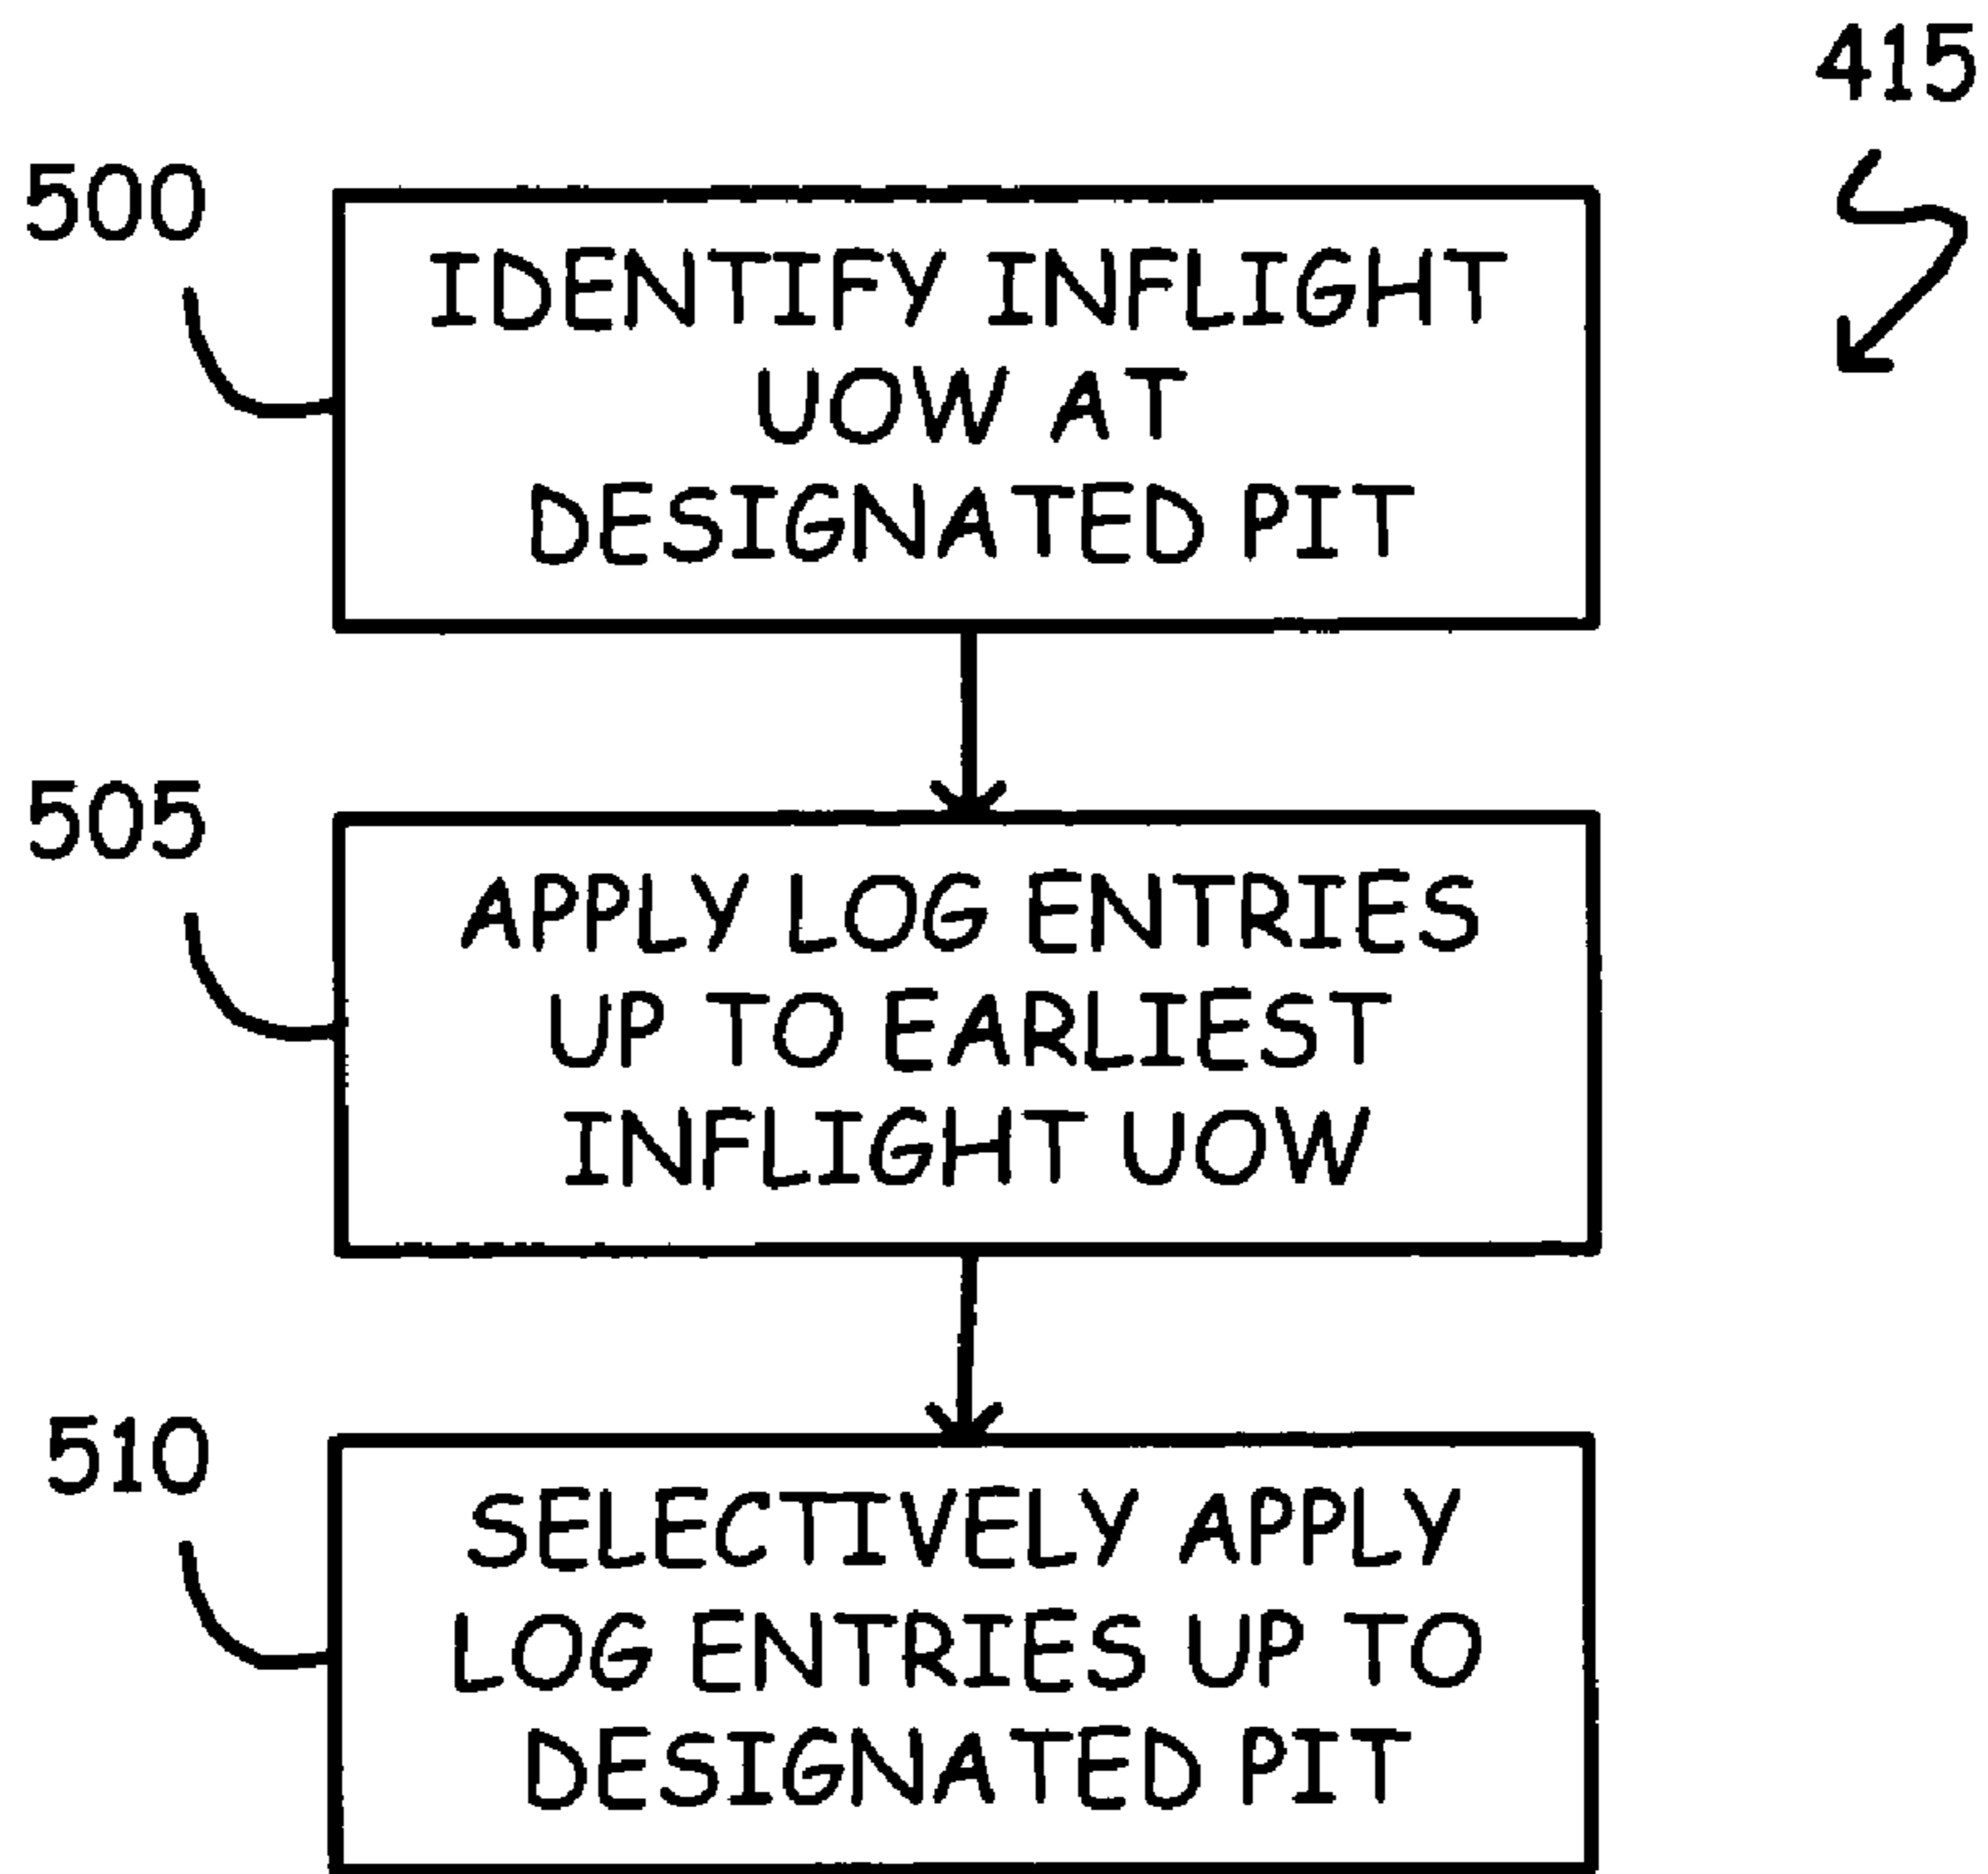 415
500
IDENTIFY INFLIGHT
UOW AT
DESIGNATED PIT
505
APPLY LOG ENTRIES
UP TO EARLIEST
INFLIGHT UOW
510
SELECTIVELY APPLY
LOG ENTRIES UP TO
DESIGNATED PIT